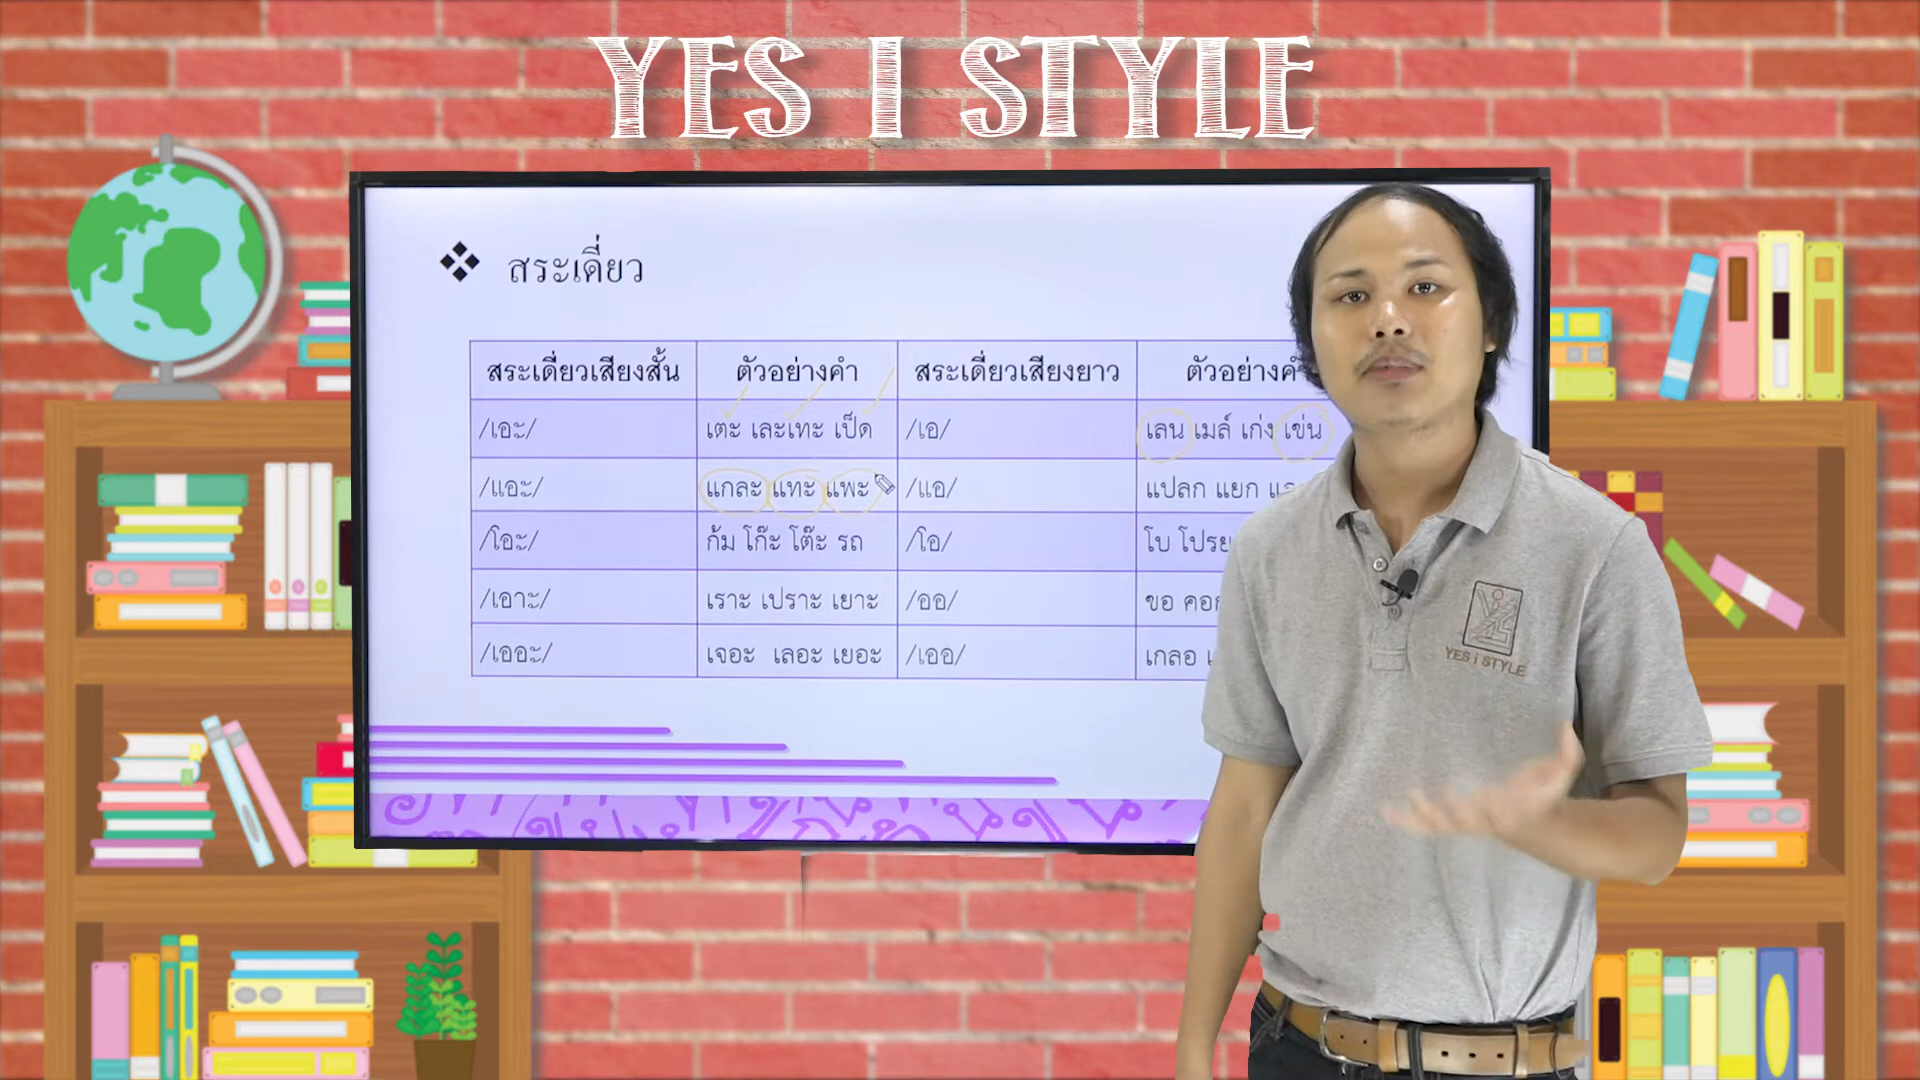 YES I STYLE
❖ สระเดี่ยว
สระเดี่ยวเสียงสั้น ตัวอย่างคำ สระเดี่ยวเสียงยาว ตัวอย่างคำ
/เอะ/ เตะ เละเทะ เป็ด /เอ/ เลน เมล์ เก่ง เข่น
/แอะ/ แกละ แทะ แพะ /แอ/ แปลก แยก
/โอะ/ ก้ม โก๊ะ โต๊ะ รถ /โอ/ โบ
/เอาะ/ เราะ เปราะ เยาะ /ออ/ ขอ
/เออะ/ เจอะ เลอะ เยอะ /เออ/ เกลอ
YES i STYLE